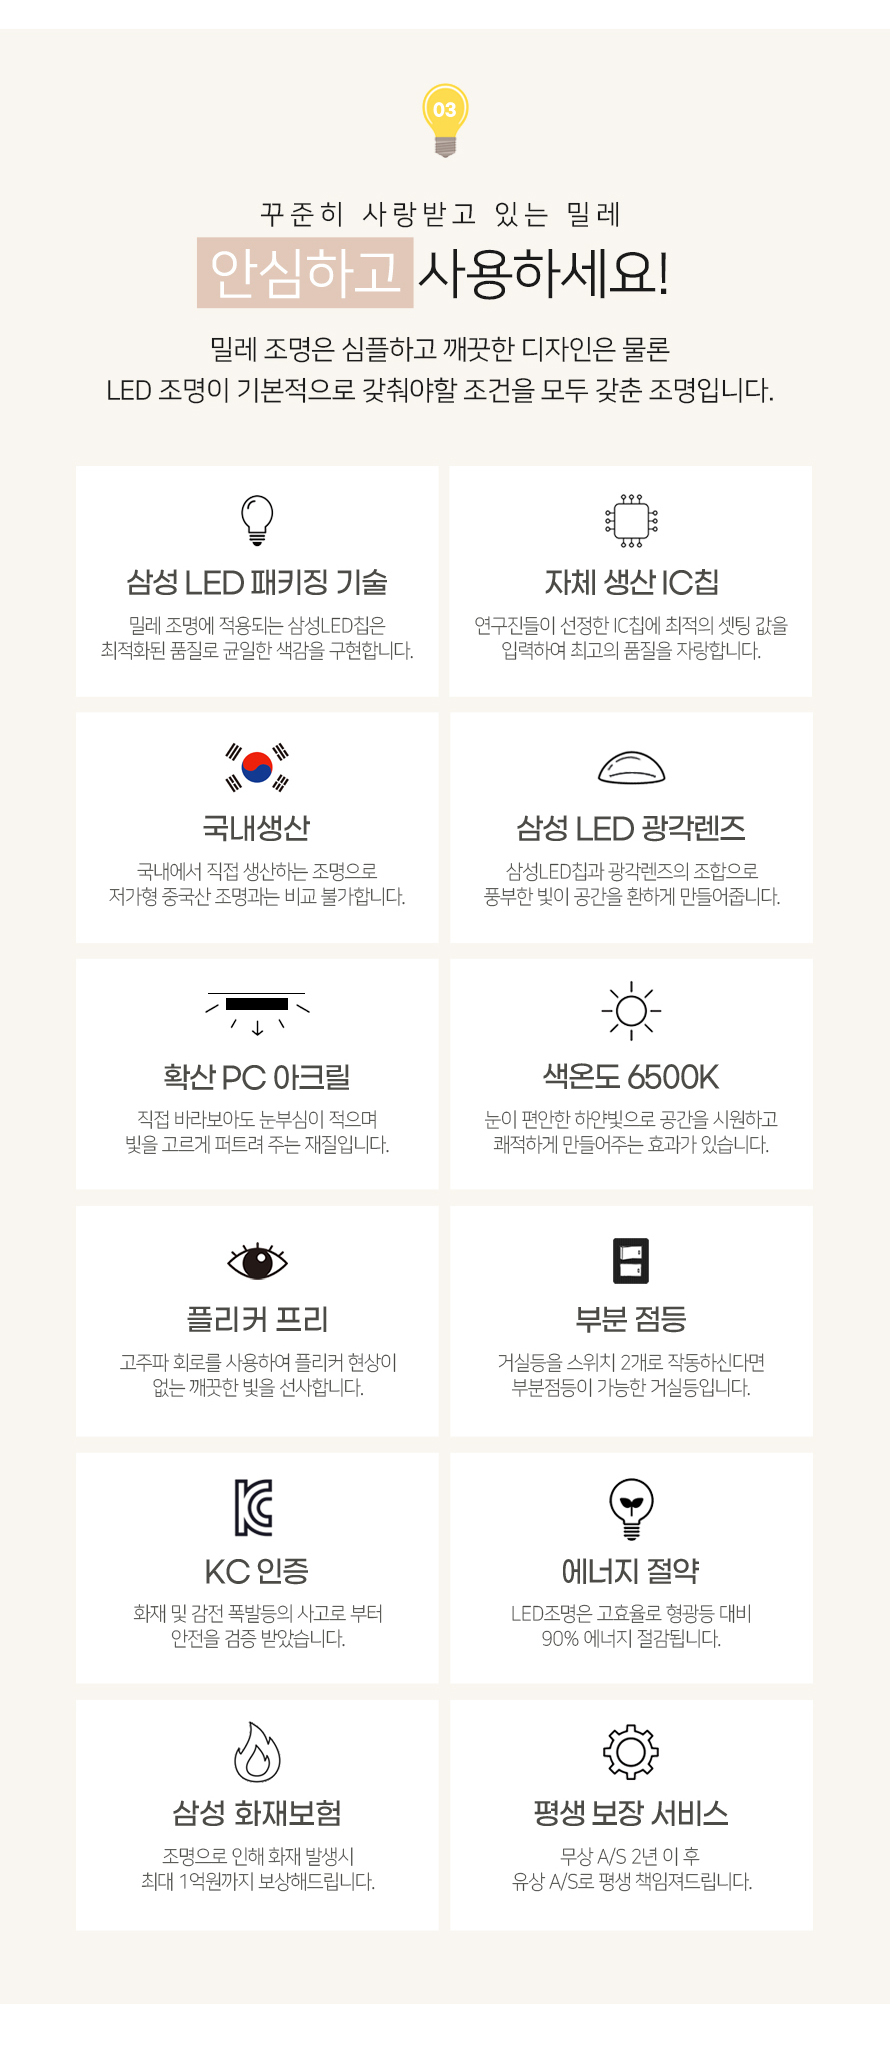 03
꾸준히 사랑받고 있는 밀레
안심하고 사용하세요!
밀레 조명은 심플하고 깨끗한 디자인은 물론
LED 조명이 기본적으로 갖춰야할 조건을 모두 갖춘 조명입니다.
삼성 LED 패키징 기술
밀레 조명에 적용되는 삼성LED칩은
최적화된 품질로 균일한 색감을 구현합니다.
자체 생산 IC칩
연구진들이 선정한 IC칩에 최적의 셋팅 값을
입력하여 최고의 품질을 자랑합니다.
국내생산
국내에서 직접 생산하는 조명으로
저가형 중국산 조명과는 비교 불가합니다.
삼성 LED 광각렌즈
삼성LED칩과 광각렌즈의 조합으로
풍부한 빛이 공간을 환하게 만들어줍니다.
확산 PC 아크릴
직접 바라보아도 눈부심이 적으며
빛을 고르게 퍼트려 주는 재질입니다.
색온도 6500K
눈이 편안한 하얀빛으로 공간을 시원하고
쾌적하게 만들어주는 효과가 있습니다.
플리커 프리
고주파 회로를 사용하여 플리커 현상이
없는 깨끗한 빛을 선사합니다.
부분 점등
거실등을 스위치 2개로 작동하신다면
부분점등이 가능한 거실등입니다.
KC
KC 인증
화재 및 감전 폭발등의 사고로 부터
안전을 검증 받았습니다.
에너지 절약
LED조명은 고효율로 형광등 대비
90% 에너지 절감됩니다.
삼성 화재보험
조명으로 인해 화재 발생시
최대 1억원까지 보상해드립니다.
평생 보장 서비스
무상 A/S 2년 이 후
유상 A/S로 평생 책임져드립니다.